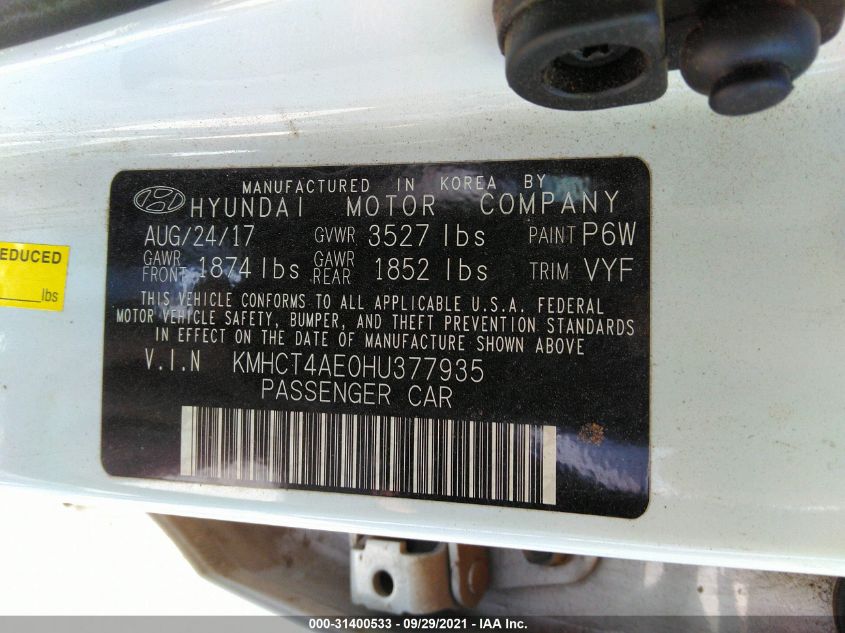 MANUFACTURED IN KOREA BY
HYUNDAI MOTOR COMPANY
AUG/24/17 GVWR 3527 lbs PAINT P6W
GAWR FRONT 1874 lbs GAWR REAR 1852 lbs TRIM VYF
THIS VEHICLE CONFORMS TO ALL APPLICABLE U.S.A. FEDERAL
MOTOR VEHICLE SAFETY, BUMPER, AND THEFT PREVENTION STANDARDS
IN EFFECT ON THE DATE OF MANUFACTURE SHOWN ABOVE
V.I.N KMHCT4AE0HU377935
PASSENGER CAR
EDUCED
lbs
000-31400533 - 09/29/2021 - IAA Inc.